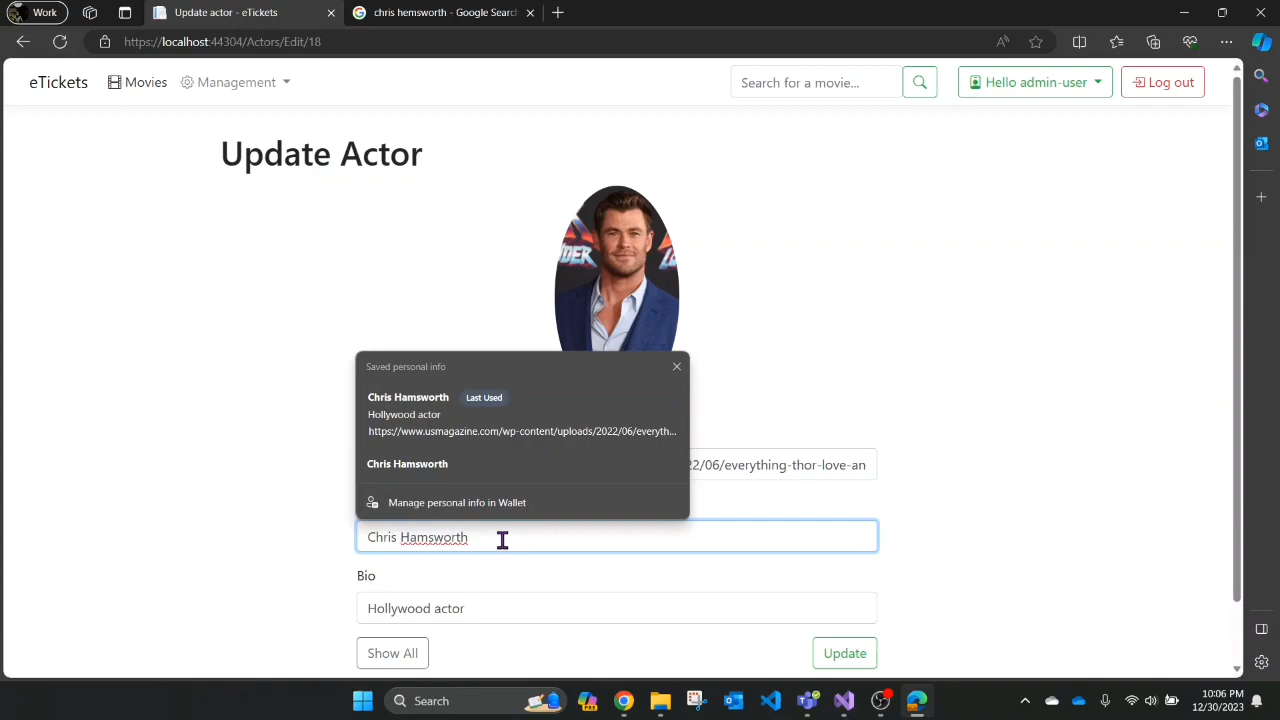 Work
Update actor - eTickets
chris hemsworth - Google Search
https://localhost:44304/Actors/Edit/18
eTickets
Movies
Management
Search for a movie...
Hello admin-user
Log out
Update Actor
Saved personal info
Chris Hamsworth
Last Used
Hollywood actor
https://www.usmagazine.com/wp-content/uploads/2022/06/everyth...
Chris Hamsworth
Manage personal info in Wallet
22/06/everything-thor-love-an
Chris Hamsworth
Bio
Hollywood actor
Show All
Update
Search
10:06 PM
12/30/2023